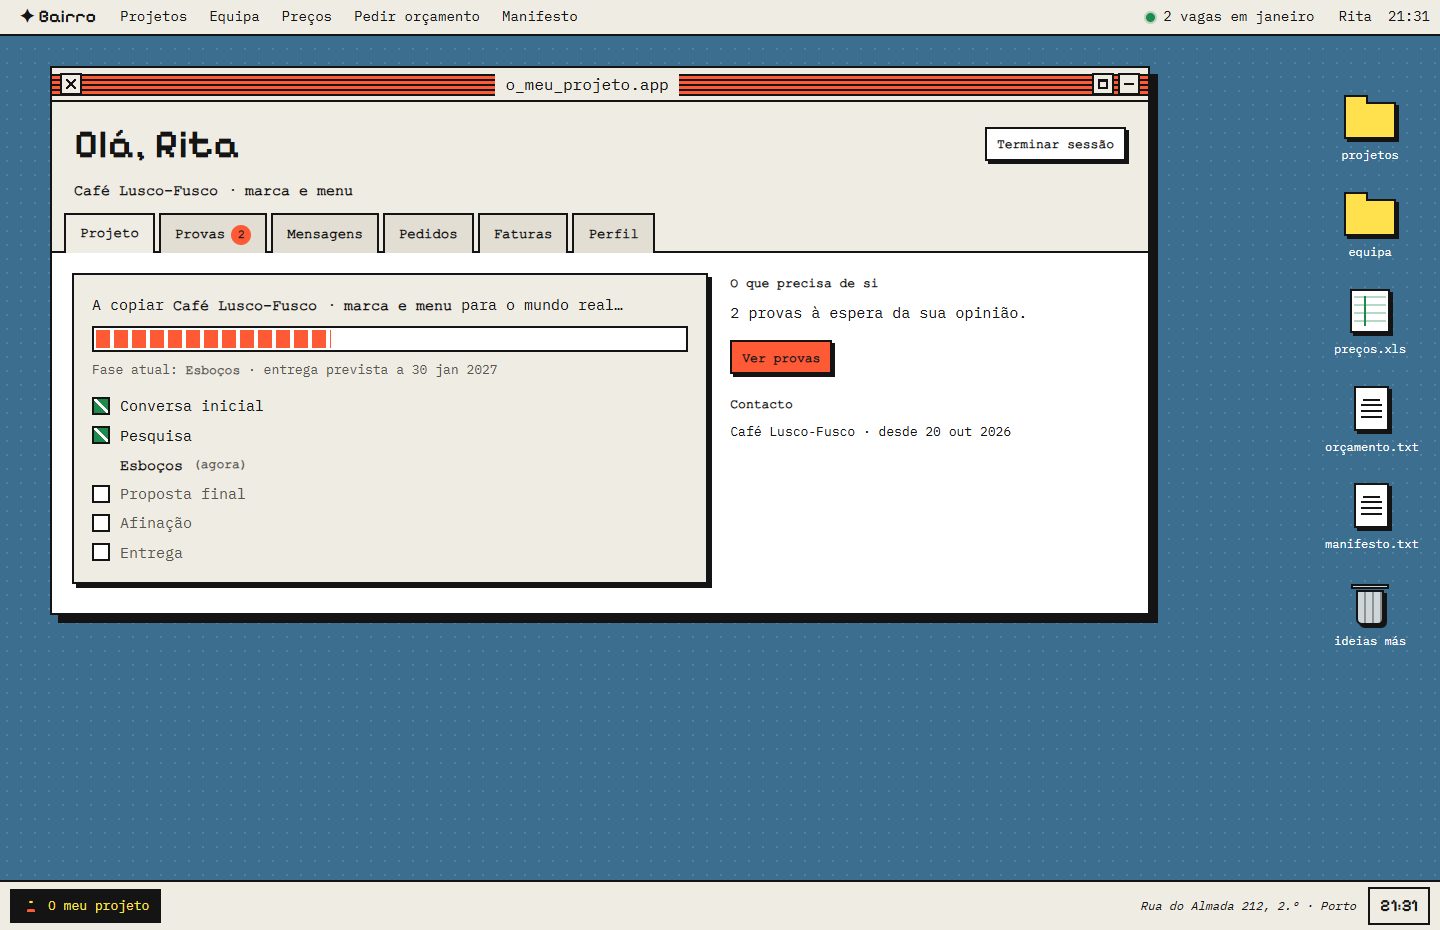 Bairro Projetos Equipa Preços Pedir orçamento Manifesto 2 vagas em janeiro Rita 21:31
o_meu_projeto.app
Olá, Rita
Terminar sessão
Café Lusco-Fusco · marca e menu
Projeto Provas 2 Mensagens Pedidos Faturas Perfil
A copiar Café Lusco-Fusco · marca e menu para o mundo real…
Fase atual: Esboços · entrega prevista a 30 jan 2027
Conversa inicial
Pesquisa
Esboços (agora)
Proposta final
Afinação
Entrega
O que precisa de si
2 provas à espera da sua opinião.
Ver provas
Contacto
Café Lusco-Fusco · desde 20 out 2026
projetos
equipa
preços.xls
orçamento.txt
manifesto.txt
ideias más
O meu projeto
Rua do Almada 212, 2.º · Porto
21:31